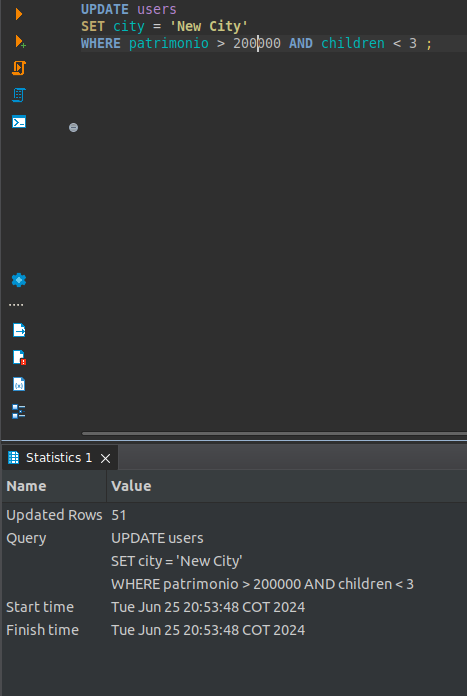 UPDATE users
SET city = 'New City'
WHERE patrimonio > 200000 AND children < 3 ;
Statistics 1
Name Value
Updated Rows 51
Query UPDATE users
SET city = 'New City'
WHERE patrimonio > 200000 AND children < 3
Start time Tue Jun 25 20:53:48 COT 2024
Finish time Tue Jun 25 20:53:48 COT 2024